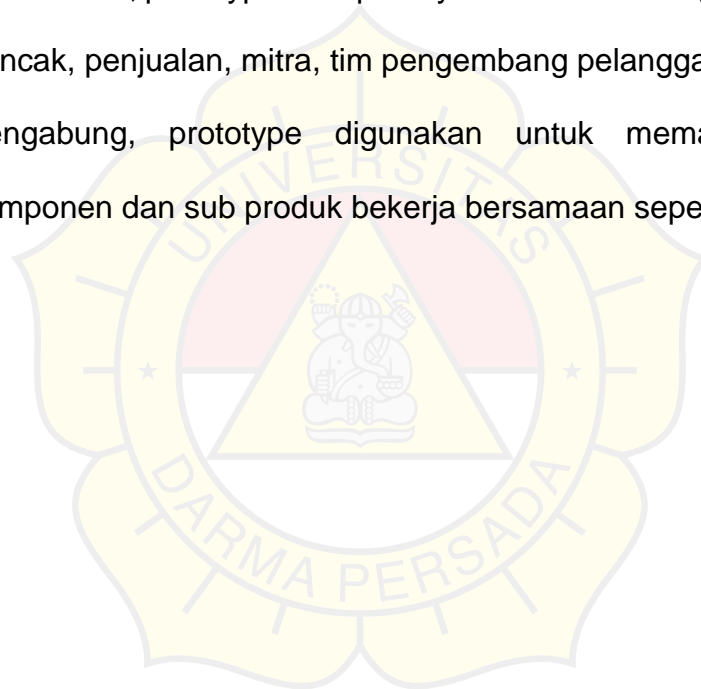 ncak, penjualan, mitra, tim pengembang pelangga
engabung, prototype digunakan untuk mema
mponen dan sub produk bekerja bersamaan sepe
UNIVERSITAS
DARMA PERSADA